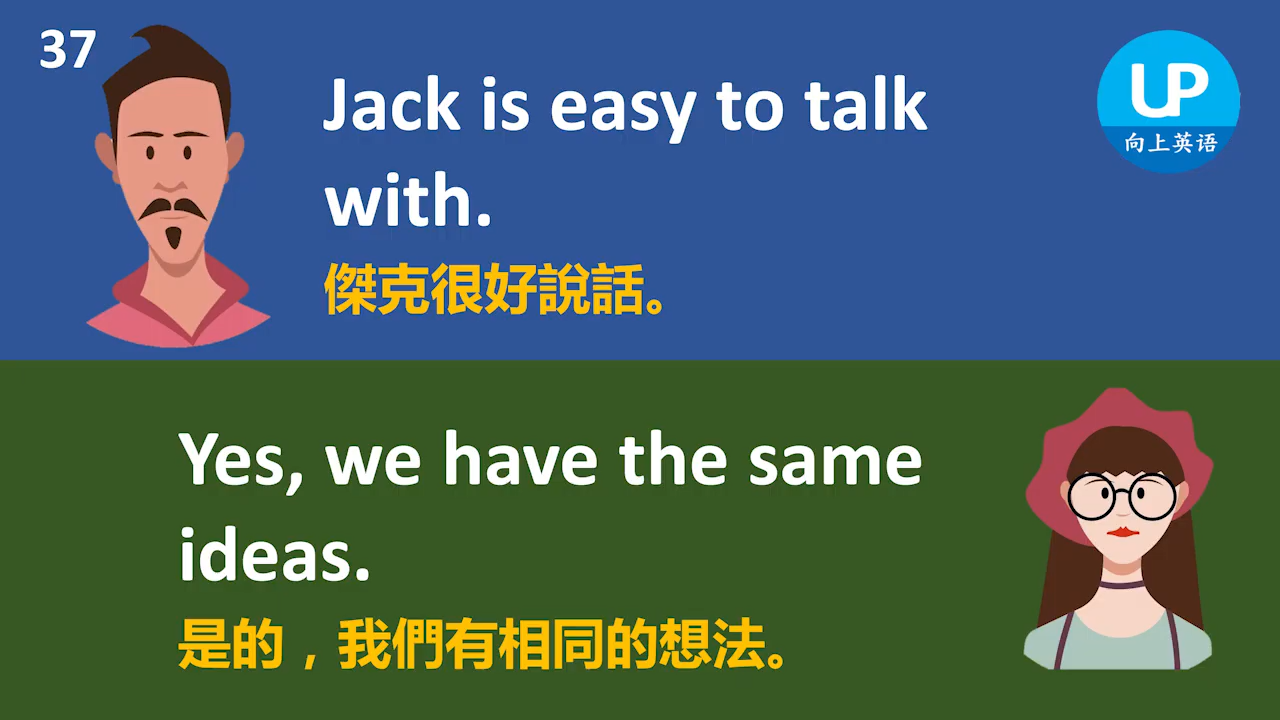 37
Jack is easy to talk
with.
傑克很好說話。
UP
向上英语
Yes, we have the same
ideas.
是的，我們有相同的想法。